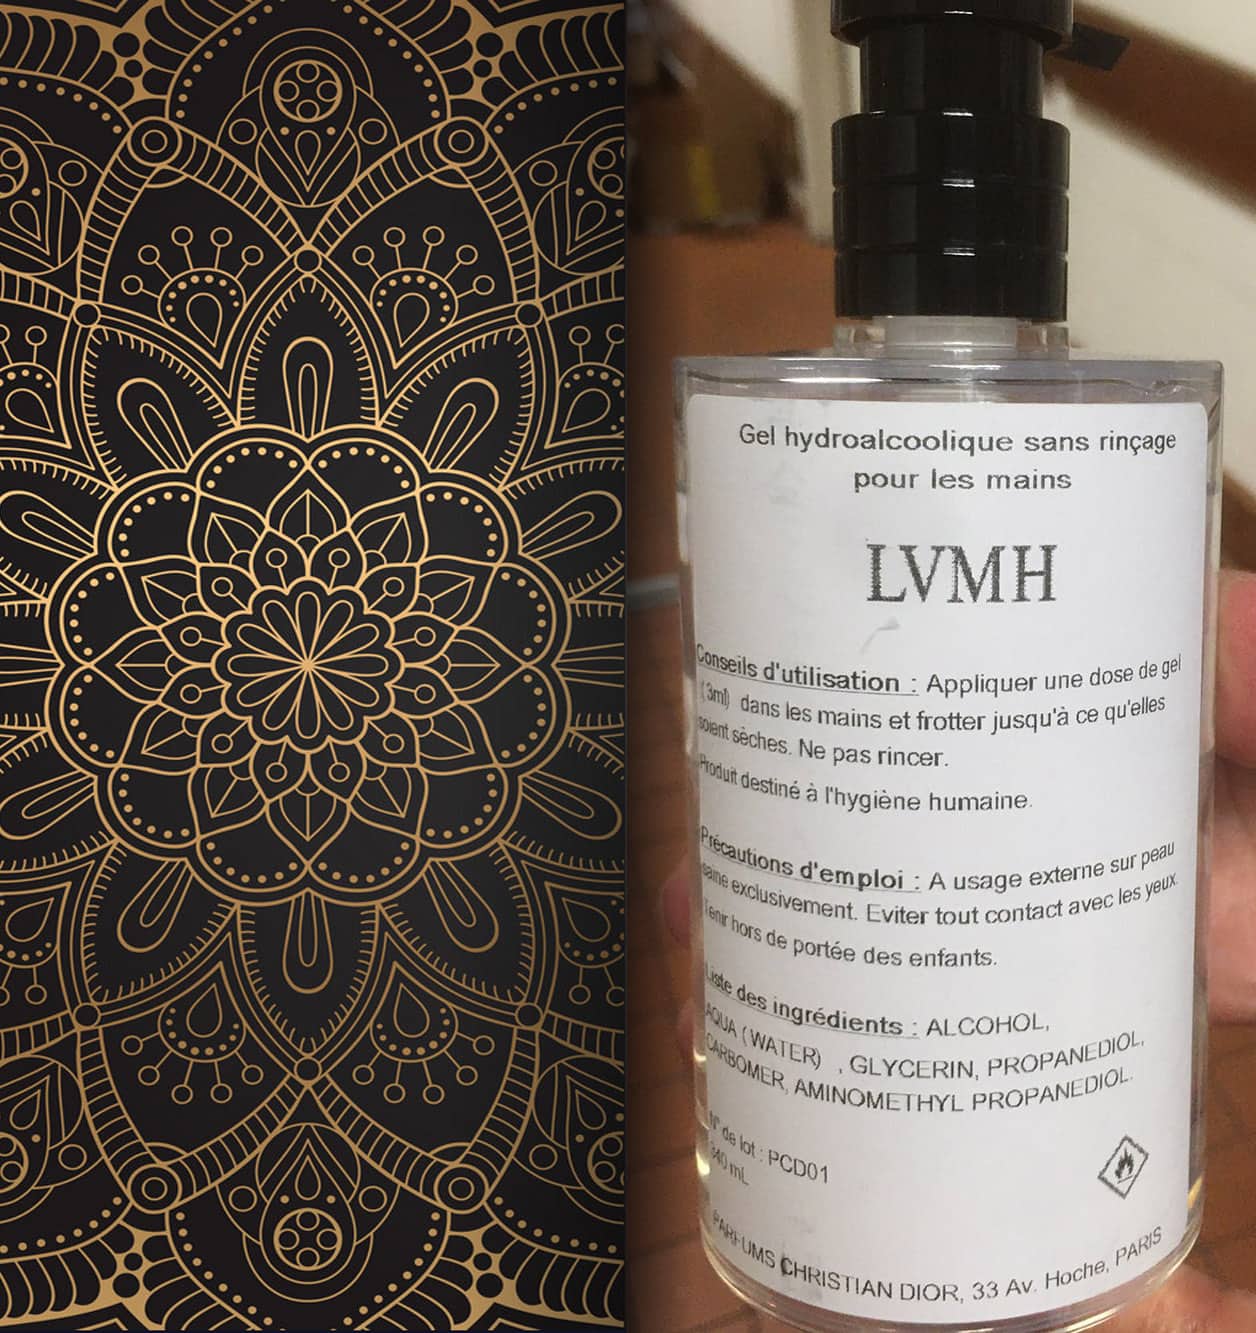 Gel hydroalcoolique sans rinçage
pour les mains
LVMH
Conseils d'utilisation : Appliquer une dose de gel
(3ml) dans les mains et frotter jusqu'à ce qu'elles
soient sèches. Ne pas rincer.
Produit destiné à l'hygiène humaine.
Précautions d'emploi : A usage externe sur peau
saine exclusivement. Eviter tout contact avec les yeux.
Tenir hors de portée des enfants.
Liste des ingrédients : ALCOHOL,
AQUA (WATER) , GLYCERIN, PROPANEDIOL,
CARBOMER, AMINOMETHYL PROPANEDIOL.
N° de lot : PCD01
340 mL
PARFUMS CHRISTIAN DIOR, 33 Av. Hoche, PARIS